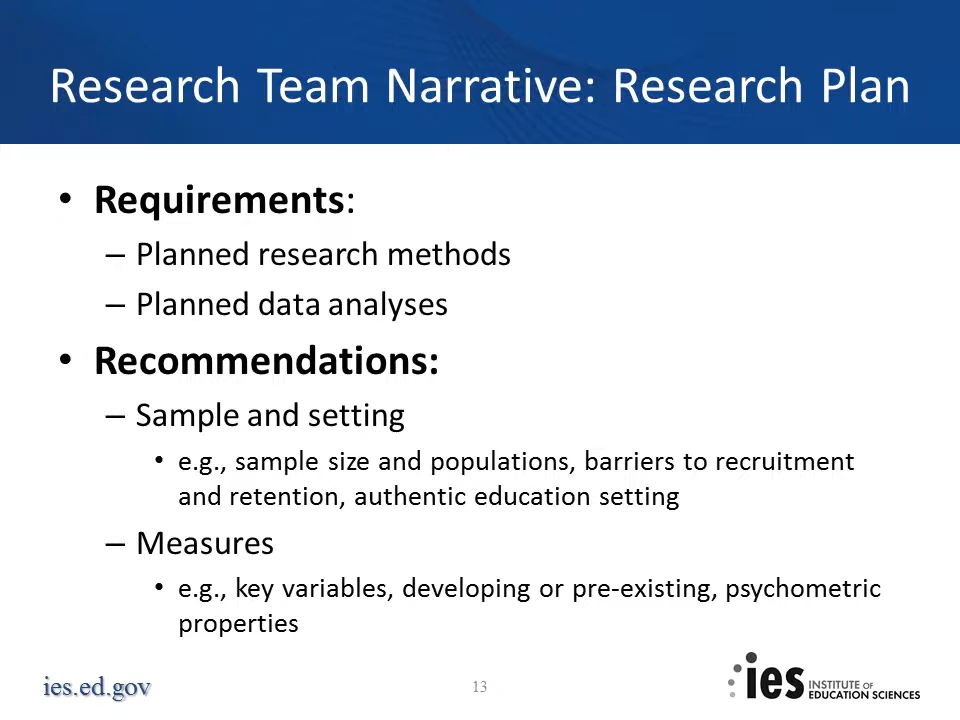 Research Team Narrative: Research Plan
• Requirements:
– Planned research methods
– Planned data analyses
• Recommendations:
– Sample and setting
• e.g., sample size and populations, barriers to recruitment
and retention, authentic education setting
– Measures
• e.g., key variables, developing or pre-existing, psychometric
properties
ies.ed.gov
13
ies INSTITUTE OF
EDUCATION SCIENCES